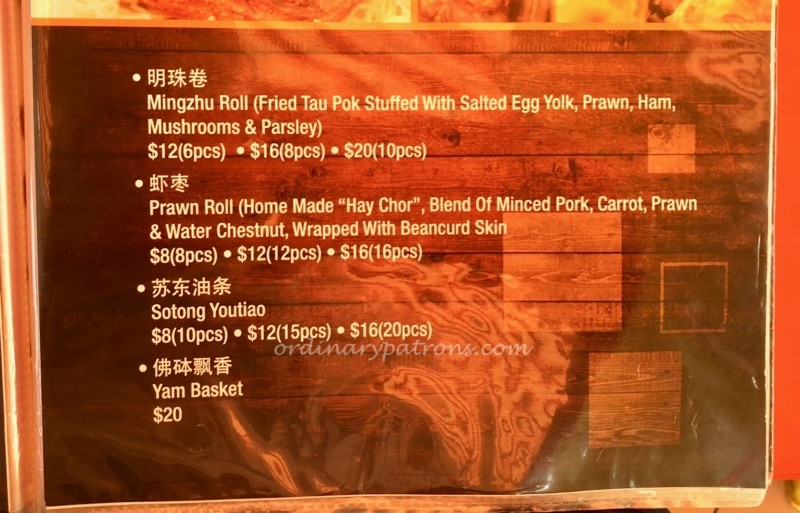 • 明珠卷
Mingzhu Roll (Fried Tau Pok Stuffed With Salted Egg Yolk, Prawn, Ham,
Mushrooms & Parsley)
$12(6pcs) • $16(8pcs) • $20(10pcs)
• 虾枣
Prawn Roll (Home Made “Hay Chor”, Blend Of Minced Pork, Carrot, Prawn
& Water Chestnut, Wrapped With Beancurd Skin
$8(8pcs) • $12(12pcs) • $16(16pcs)
• 苏东油条
Sotong Youtiao
$8(10pcs) • $12(15pcs) • $16(20pcs)
ordinarypatrons.com
• 佛砵飘香
Yam Basket
$20